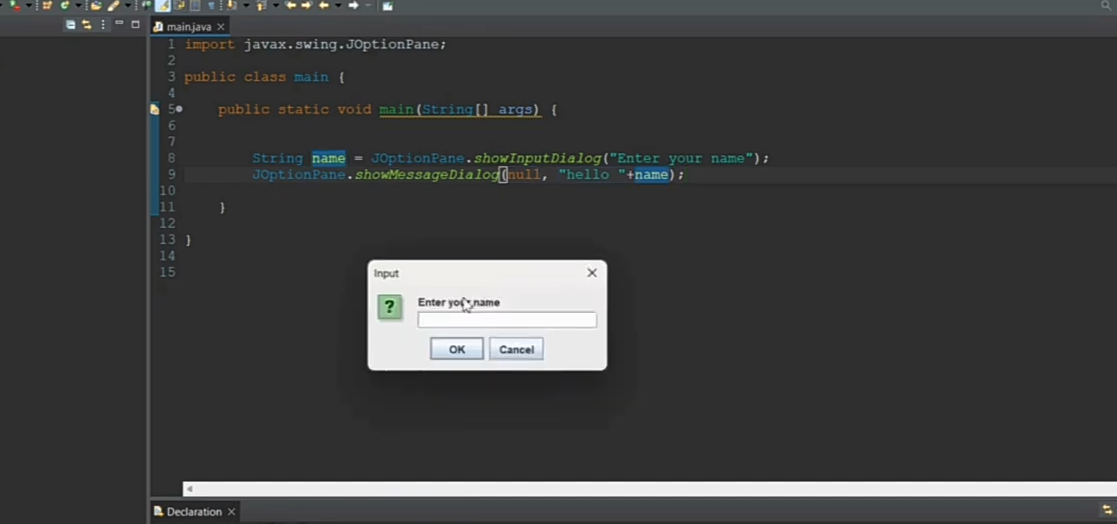 main.java
1 import javax.swing.JOptionPane;
2
3 public class main {
4
5 public static void main(String[] args) {
6
7
8 String name = JOptionPane.showInputDialog("Enter your name");
9 JOptionPane.showMessageDialog(null, "hello "+name);
10
11 }
12
13 }
14
15
Input
? Enter your name
OK Cancel
Declaration